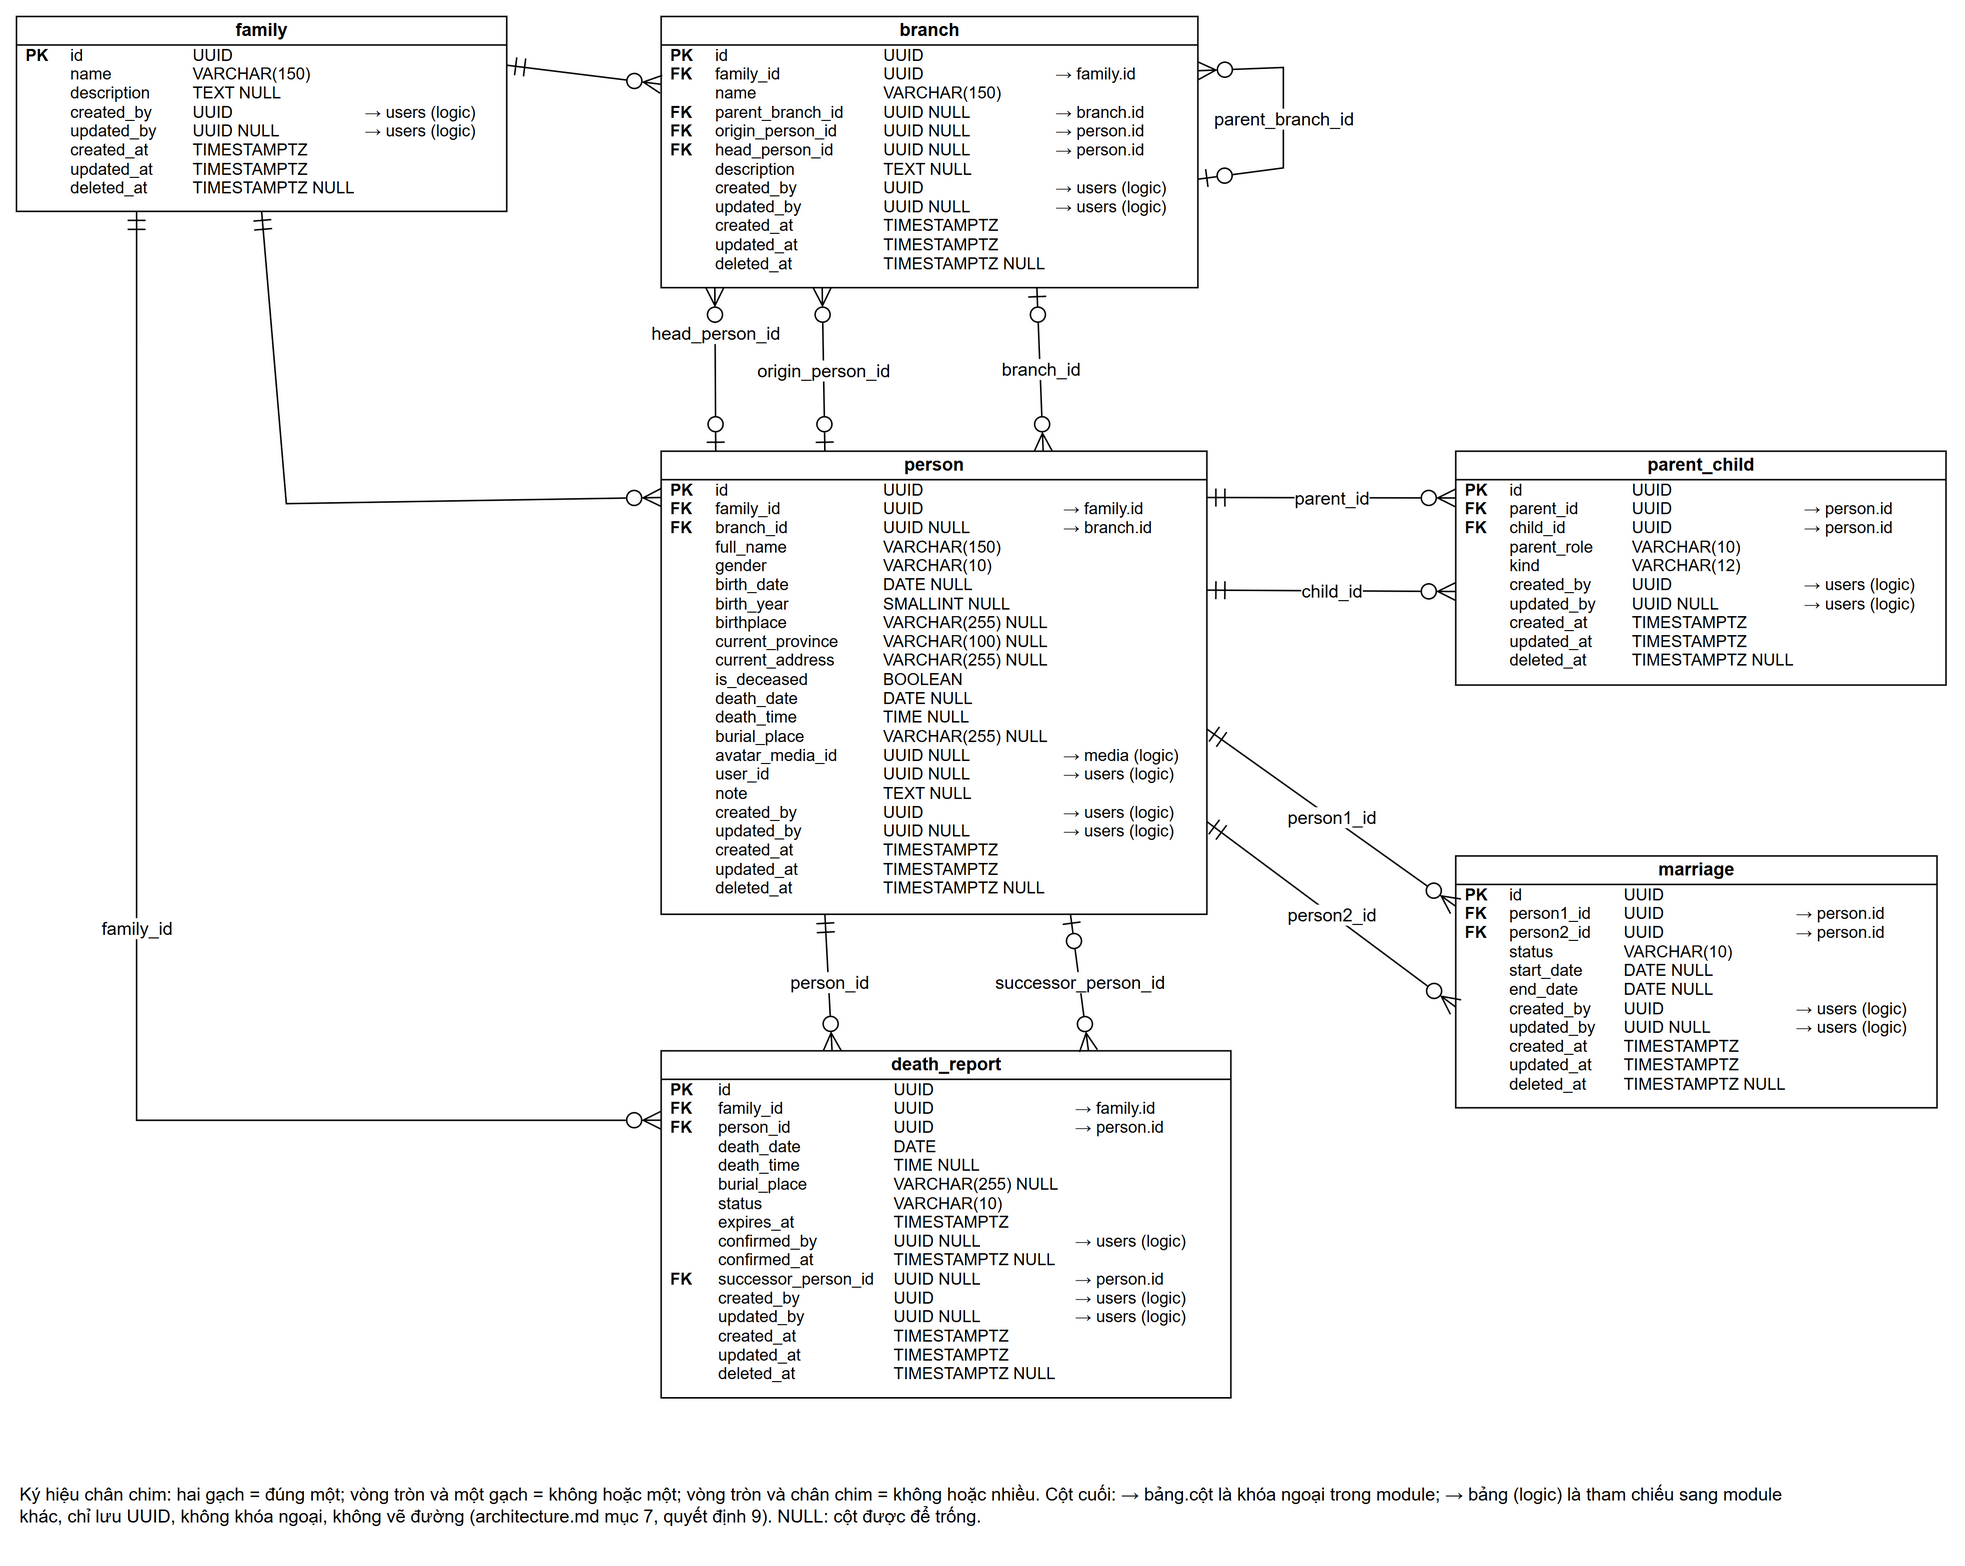 family
PK id UUID
name VARCHAR(150)
description TEXT NULL
created_by UUID → users (logic)
updated_by UUID NULL → users (logic)
created_at TIMESTAMPTZ
updated_at TIMESTAMPTZ
deleted_at TIMESTAMPTZ NULL
branch
PK id UUID
FK family_id UUID → family.id
name VARCHAR(150)
FK parent_branch_id UUID NULL → branch.id
FK origin_person_id UUID NULL → person.id
FK head_person_id UUID NULL → person.id
description TEXT NULL
created_by UUID → users (logic)
updated_by UUID NULL → users (logic)
created_at TIMESTAMPTZ
updated_at TIMESTAMPTZ
deleted_at TIMESTAMPTZ NULL
parent_branch_id
head_person_id
origin_person_id
branch_id
person
PK id UUID
FK family_id UUID → family.id
FK branch_id UUID NULL → branch.id
full_name VARCHAR(150)
gender VARCHAR(10)
birth_date DATE NULL
birth_year SMALLINT NULL
birthplace VARCHAR(255) NULL
current_province VARCHAR(100) NULL
current_address VARCHAR(255) NULL
is_deceased BOOLEAN
death_date DATE NULL
death_time TIME NULL
burial_place VARCHAR(255) NULL
avatar_media_id UUID NULL → media (logic)
user_id UUID NULL → users (logic)
note TEXT NULL
created_by UUID → users (logic)
updated_by UUID NULL → users (logic)
created_at TIMESTAMPTZ
updated_at TIMESTAMPTZ
deleted_at TIMESTAMPTZ NULL
parent_id
child_id
parent_child
PK id UUID
FK parent_id UUID → person.id
FK child_id UUID → person.id
parent_role VARCHAR(10)
kind VARCHAR(12)
created_by UUID → users (logic)
updated_by UUID NULL → users (logic)
created_at TIMESTAMPTZ
updated_at TIMESTAMPTZ
deleted_at TIMESTAMPTZ NULL
person1_id
person2_id
marriage
PK id UUID
FK person1_id UUID → person.id
FK person2_id UUID → person.id
status VARCHAR(10)
start_date DATE NULL
end_date DATE NULL
created_by UUID → users (logic)
updated_by UUID NULL → users (logic)
created_at TIMESTAMPTZ
updated_at TIMESTAMPTZ
deleted_at TIMESTAMPTZ NULL
family_id
person_id
successor_person_id
death_report
PK id UUID
FK family_id UUID → family.id
FK person_id UUID → person.id
death_date DATE
death_time TIME NULL
burial_place VARCHAR(255) NULL
status VARCHAR(10)
expires_at TIMESTAMPTZ
confirmed_by UUID NULL → users (logic)
confirmed_at TIMESTAMPTZ NULL
FK successor_person_id UUID NULL → person.id
created_by UUID → users (logic)
updated_by UUID NULL → users (logic)
created_at TIMESTAMPTZ
updated_at TIMESTAMPTZ
deleted_at TIMESTAMPTZ NULL
Ký hiệu chân chim: hai gạch = đúng một; vòng tròn và một gạch = không hoặc một; vòng tròn và chân chim = không hoặc nhiều. Cột cuối: → bảng.cột là khóa ngoại trong module; → bảng (logic) là tham chiếu sang module
khác, chỉ lưu UUID, không khóa ngoại, không vẽ đường (architecture.md mục 7, quyết định 9). NULL: cột được để trống.